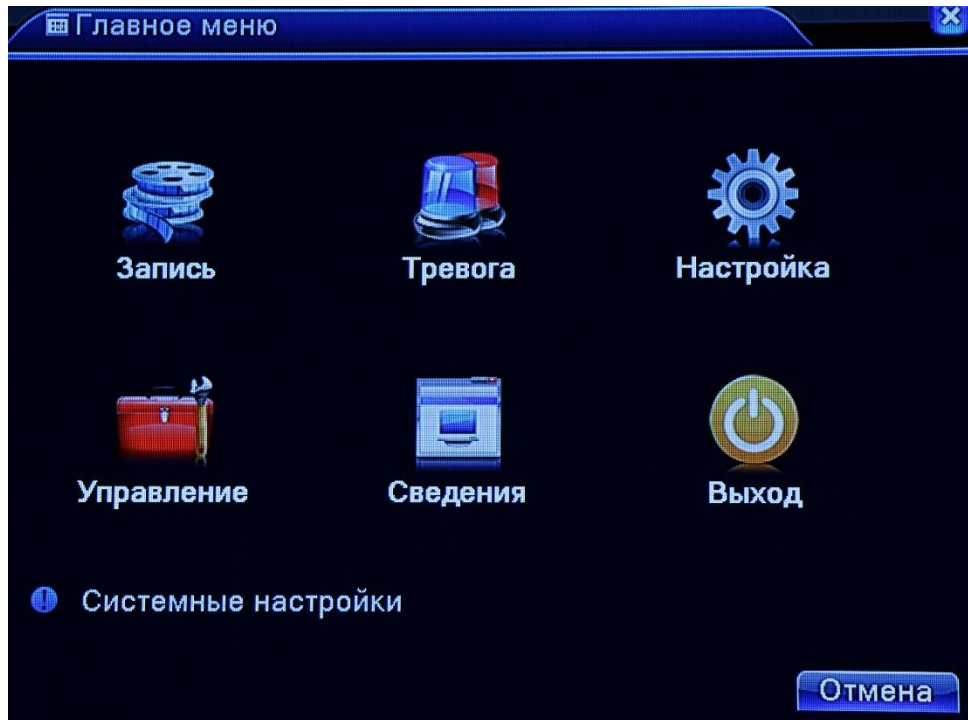 Главное меню
Запись
Тревога
Настройка
Управление
Сведения
Выход
Системные настройки
Отмена